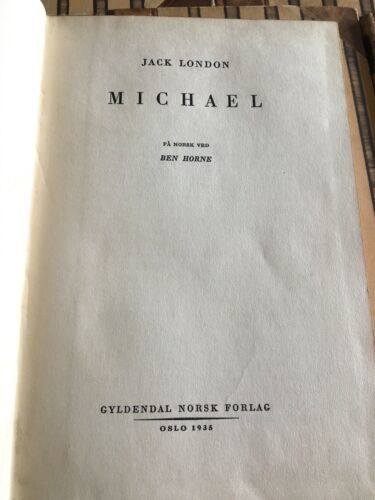 JACK LONDON
MICHAEL
PÅ NORSK VED
BEN HORNE
GYLDENDAL NORSK FORLAG
OSLO 1935